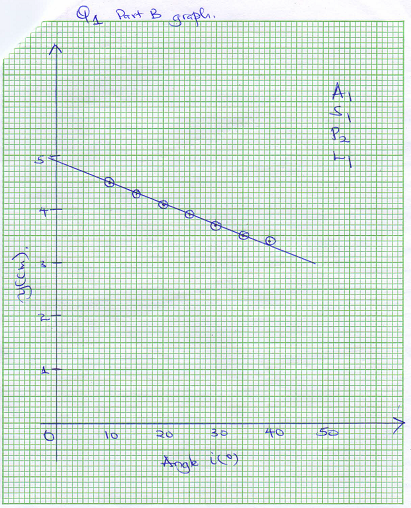 Q1 Part B graph.
A1
S1
P2
L1
5
4
3
2
1
y(cm).
0 10 20 30 40 50
Angle i(°)